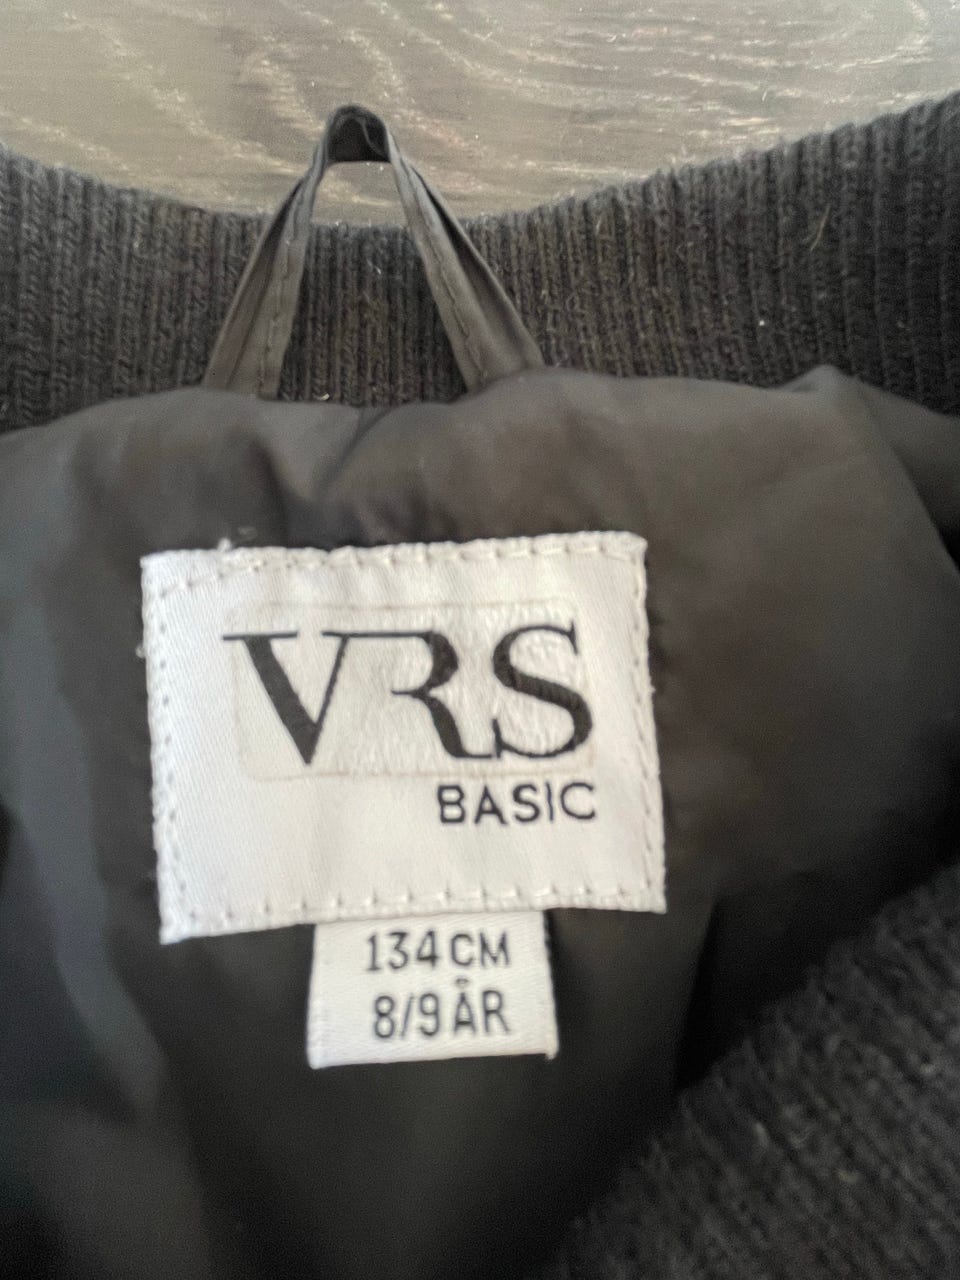 VRS
BASIC
134 CM
8/9 ÅR